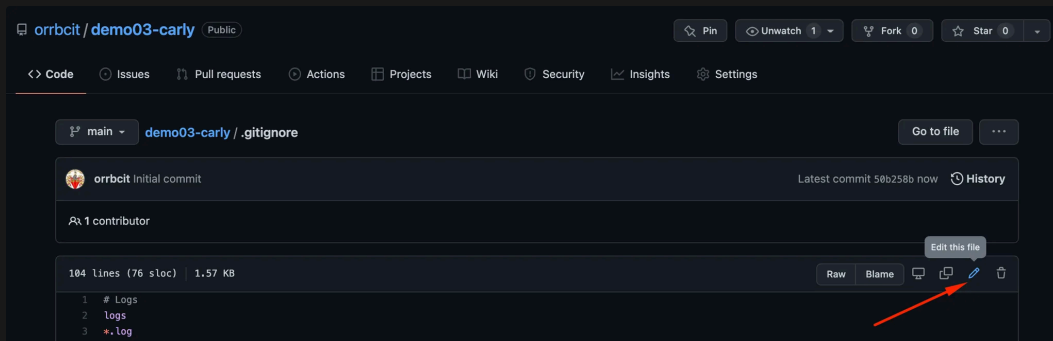 orrbcit / demo03-carly Public Pin Unwatch 1 Fork 0 Star 0
Code Issues Pull requests Actions Projects Wiki Security Insights Settings
main demo03-carly / .gitignore Go to file ...
orrbcit Initial commit Latest commit 50b258b now History
1 contributor
Edit this file
104 lines (76 sloc) 1.57 KB Raw Blame
1 # Logs
2 logs
3 *.log